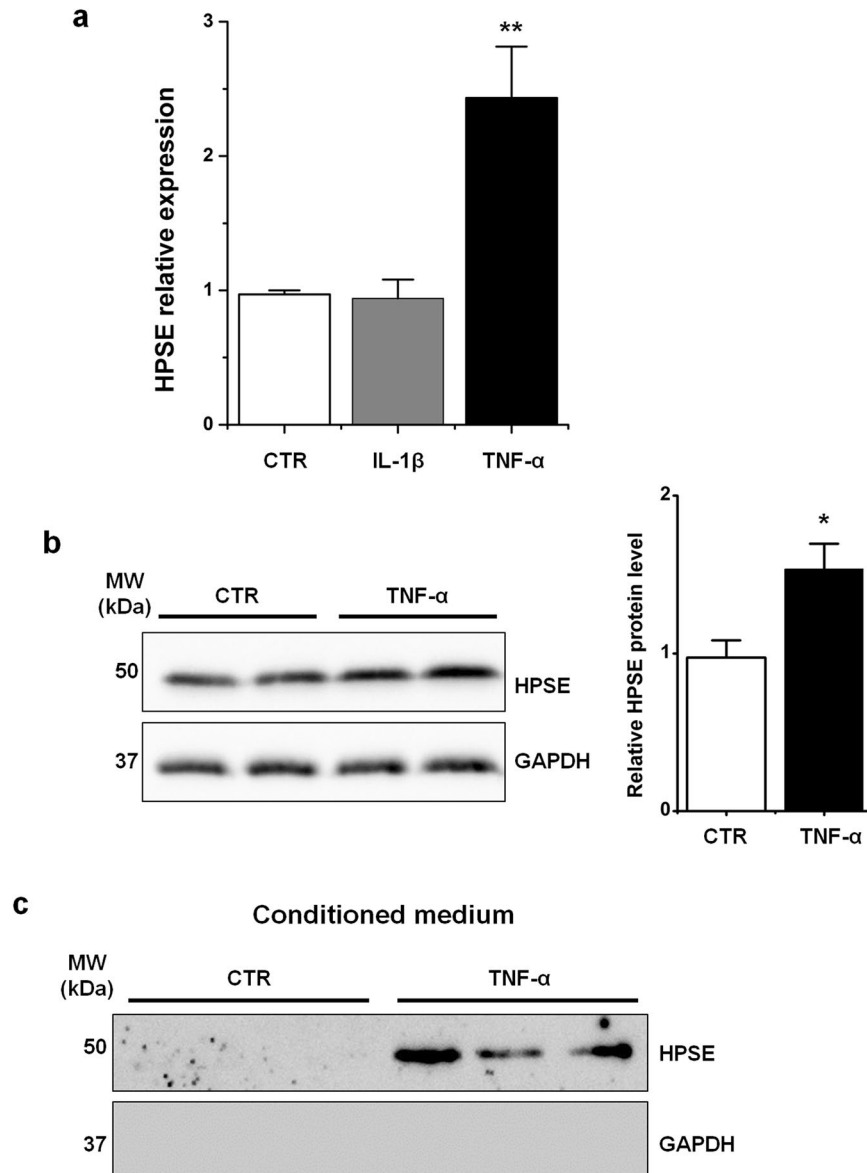 a
HPSE relative expression
3
2
1
0
**
CTR IL-1β TNF-α
b
MW
(kDa)
CTR TNF-α
50
HPSE
37
GAPDH
Relative HPSE protein level
2
1
0
*
CTR TNF-α
c
Conditioned medium
MW
(kDa)
CTR TNF-α
50
HPSE
37
GAPDH